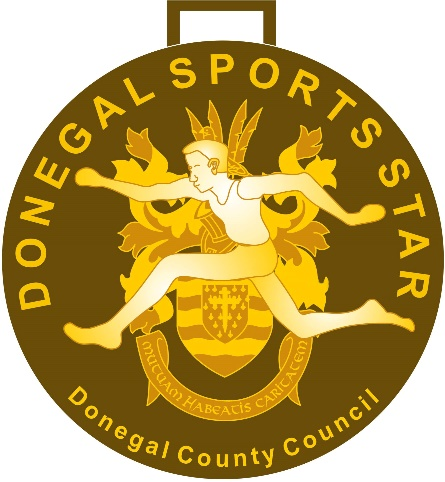 DONEGAL SPORTS STAR
MUTUAM HABEATIS CARITATEM
Donegal County Council